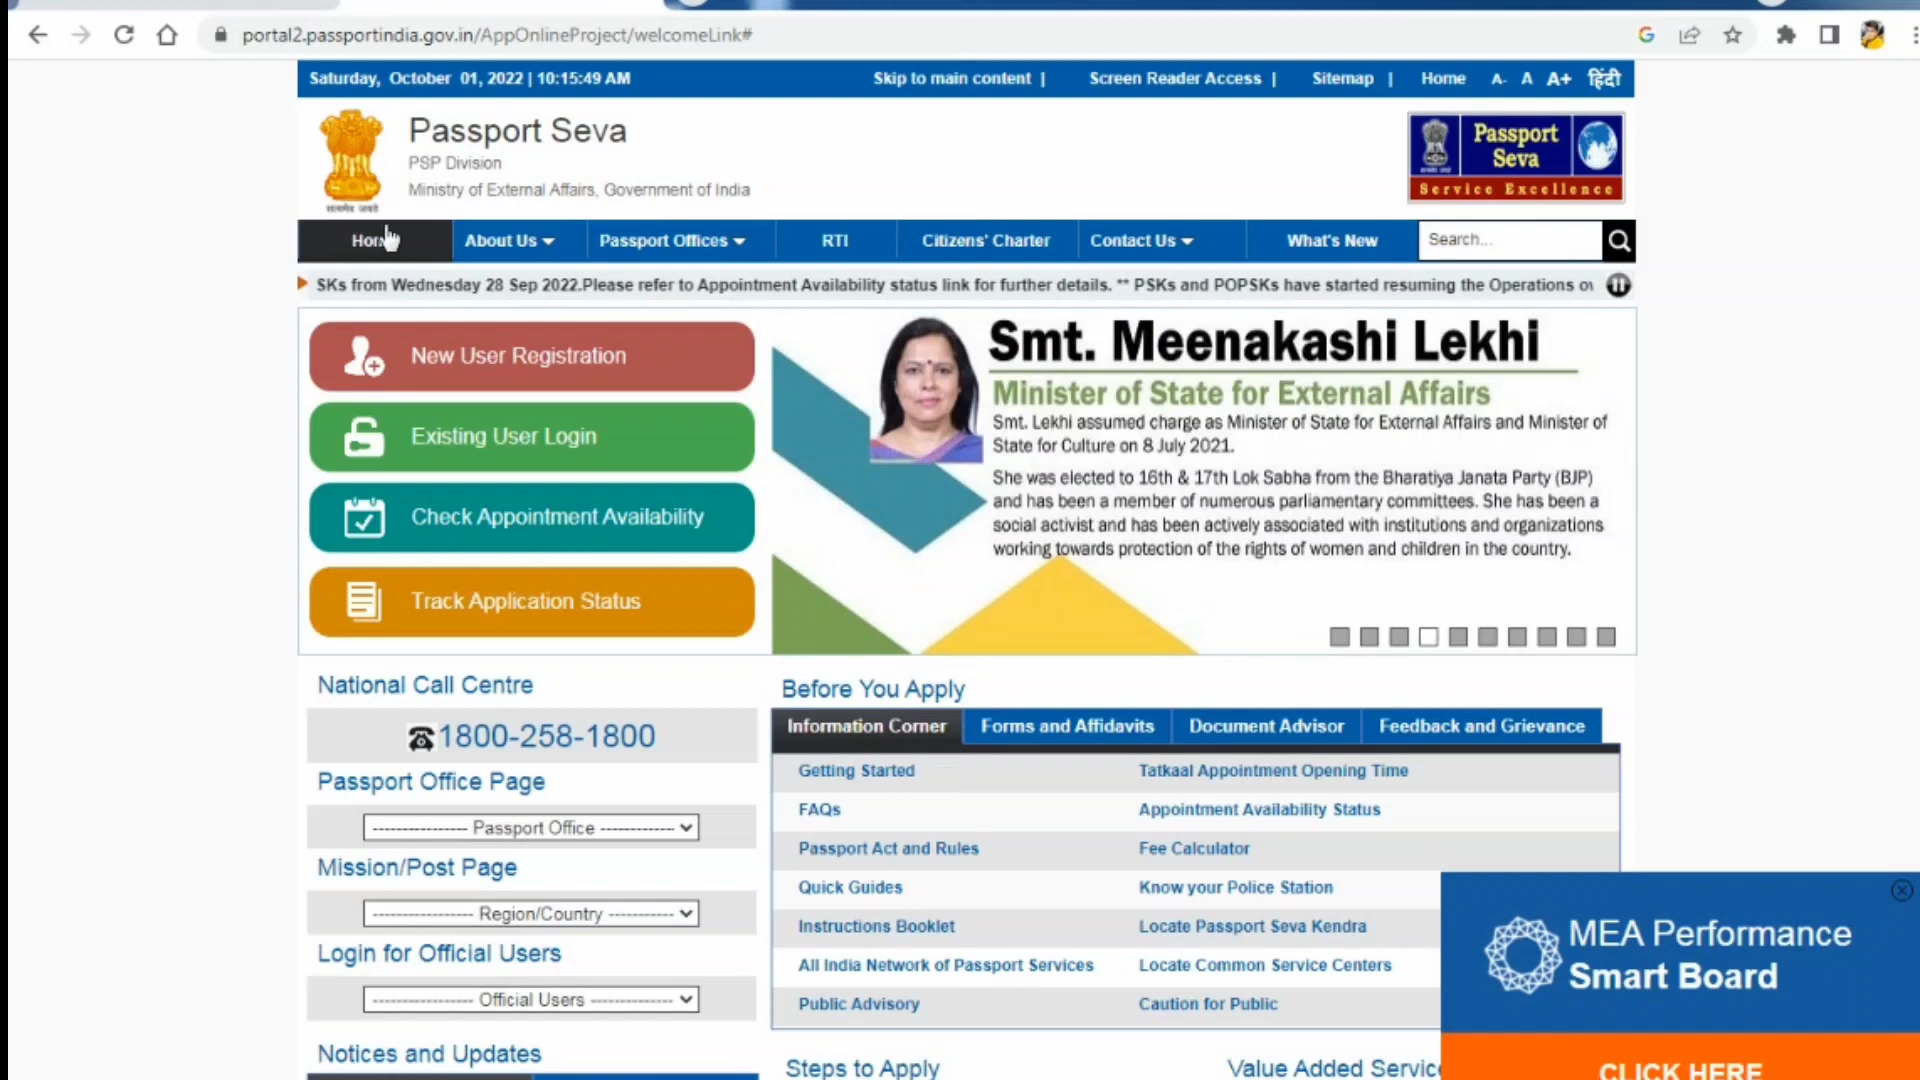 portal2.passportindia.gov.in/AppOnlineProject/welcomeLink#
Saturday, October 01, 2022 | 10:15:49 AM
Skip to main content |
Screen Reader Access |
Sitemap |
Home
A- A A+ हिंदी
Passport Seva
PSP Division
Ministry of External Affairs, Government of India
सत्यमेव जयते
Passport
Seva
Service Excellence
About Us
Passport Offices
RTI
Citizens' Charter
Contact Us
What's New
Search...
SKs from Wednesday 28 Sep 2022.Please refer to Appointment Availability status link for further details. ** PSKs and POPSKs have started resuming the Operations
New User Registration
Existing User Login
Check Appointment Availability
Track Application Status
Smt. Meenakashi Lekhi
Minister of State for External Affairs
Smt. Lekhi assumed charge as Minister of State for External Affairs and Minister of
State for Culture on 8 July 2021.
She was elected to 16th & 17th Lok Sabha from the Bharatiya Janata Party (BJP)
and has been a member of numerous parliamentary committees. She has been a
social activist and has been actively associated with institutions and organizations
working towards protection of the rights of women and children in the country.
National Call Centre
1800-258-1800
Passport Office Page
---------------- Passport Office ------------
Mission/Post Page
----------------- Region/Country -----------
Login for Official Users
----------------- Official Users --------------
Notices and Updates
Before You Apply
Information Corner
Forms and Affidavits
Document Advisor
Feedback and Grievance
Getting Started
Tatkaal Appointment Opening Time
FAQs
Appointment Availability Status
Passport Act and Rules
Fee Calculator
Quick Guides
Know your Police Station
Instructions Booklet
Locate Passport Seva Kendra
All India Network of Passport Services
Locate Common Service Centers
Public Advisory
Caution for Public
Steps to Apply
Value Added
MEA Performance
Smart Board
CLICK HERE